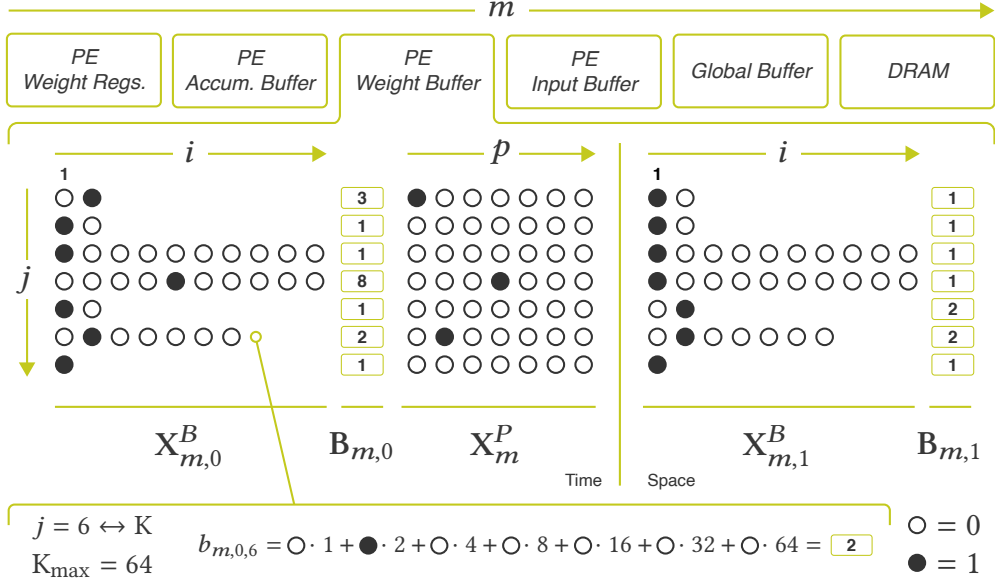 m
PE Weight Regs.
PE Accum. Buffer
PE Weight Buffer
PE Input Buffer
Global Buffer
DRAM
i
p
i
1
1
j
3
1
1
1
1
1
8
1
1
2
2
2
1
1
X^B_{m,0}
B_{m,0}
X^P_m
X^B_{m,1}
B_{m,1}
Time
Space
j = 6 ↔ K
K_{max} = 64
b_{m,0,6} = ○ · 1 + ● · 2 + ○ · 4 + ○ · 8 + ○ · 16 + ○ · 32 + ○ · 64 = 2
○ = 0
● = 1